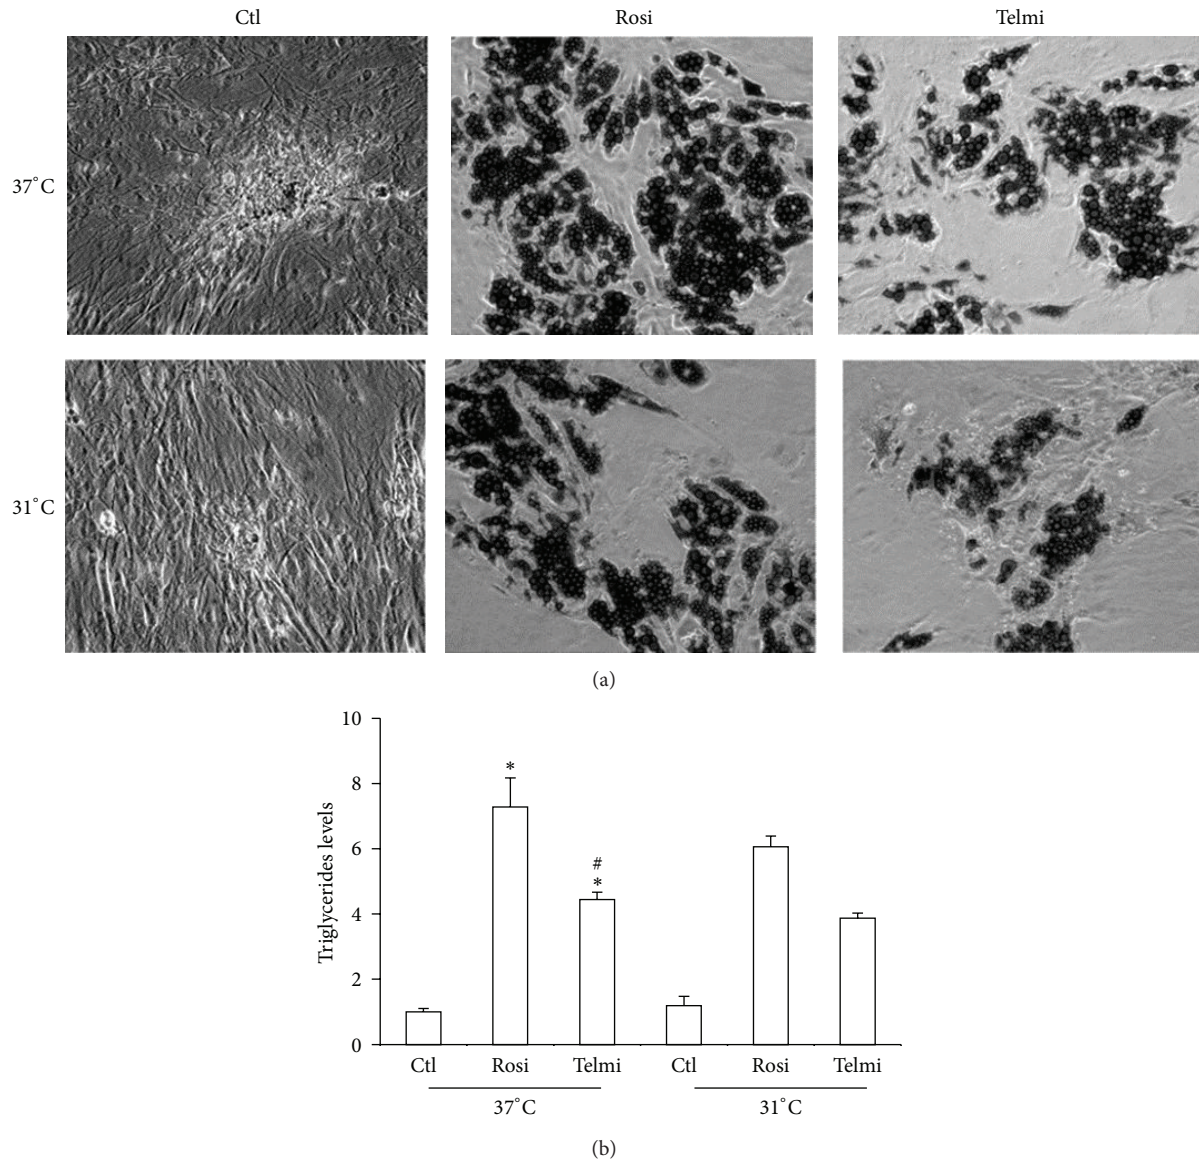 Ctl Rosi Telmi
37°C
31°C
(a)
10
8
6
4
2
0
Triglycerides levels
*
#
*
Ctl Rosi Telmi Ctl Rosi Telmi
37°C 31°C
(b)